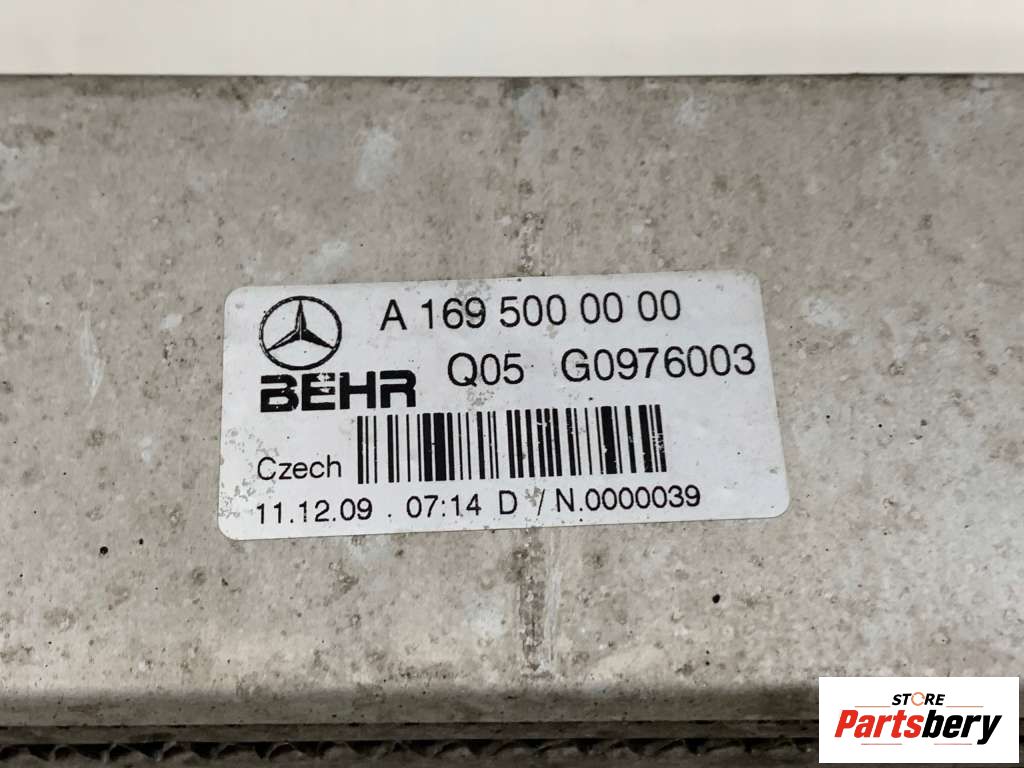 A 169 500 00 00
BEHR Q05 G0976003
Czech
11.12.09 . 07:14 D / N.0000039
STORE
Partsbery